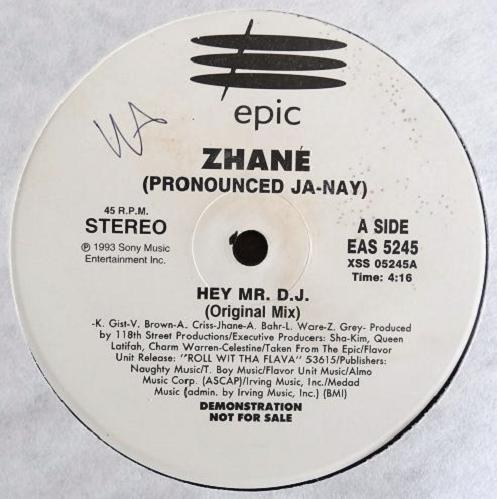 epic
ZHANÉ
(PRONOUNCED JA-NAY)
45 R.P.M.
STEREO
℗ 1993 Sony Music
Entertainment Inc.
A SIDE
EAS 5245
XSS 05245A
Time: 4:16
HEY MR. D.J.
(Original Mix)
-K. Gist-V. Brown-A. Criss-Jhane-A. Bahr-L. Ware-Z. Grey- Produced
by 118th Street Productions/Executive Producers: Sha-Kim, Queen
Latifah, Charm Warren-Celestine/Taken From The Epic/Flavor
Unit Release: "ROLL WIT THA FLAVA" 53615/Publishers:
Naughty Music/T. Boy Music/Flavor Unit Music/Almo
Music Corp. (ASCAP)/Irving Music, Inc./Medad
Music (admin. by Irving Music, Inc.) (BMI)
DEMONSTRATION
NOT FOR SALE